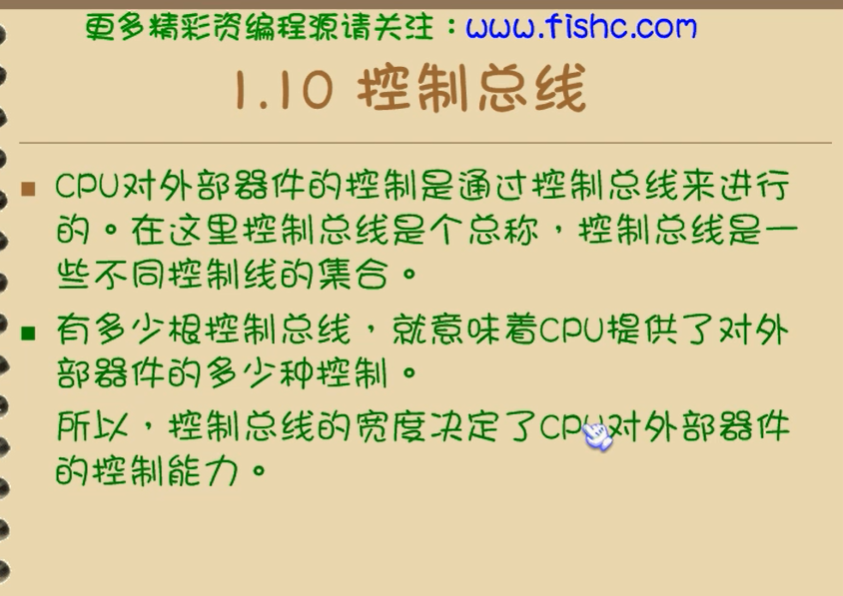 更多精彩资编程源请关注：www.fishc.com
1.10 控制总线
CPU对外部器件的控制是通过控制总线来进行
的。在这里控制总线是个总称，控制总线是一
些不同控制线的集合。
有多少根控制总线，就意味着CPU提供了对外
部器件的多少种控制。
所以，控制总线的宽度决定了CPU对外部器件
的控制能力。